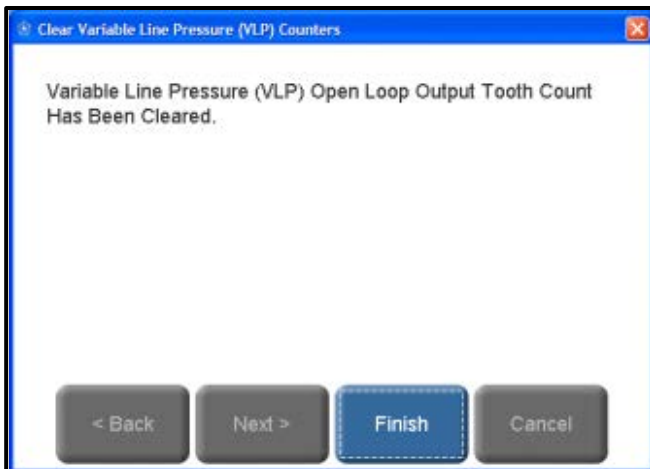 Clear Variable Line Pressure (VLP) Counters
Variable Line Pressure (VLP) Open Loop Output Tooth Count
Has Been Cleared.
< Back Next > Finish Cancel